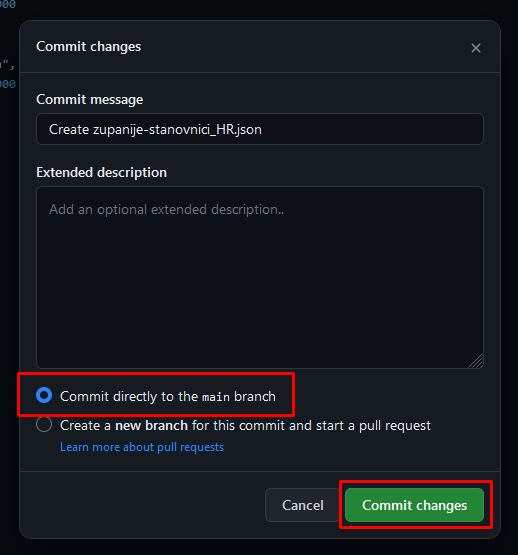 000
Commit changes
",
000
Commit message
Create zupanije-stanovnici_HR.json
Extended description
Add an optional extended description..
Commit directly to the main branch
Create a new branch for this commit and start a pull request
Learn more about pull requests
Cancel
Commit changes